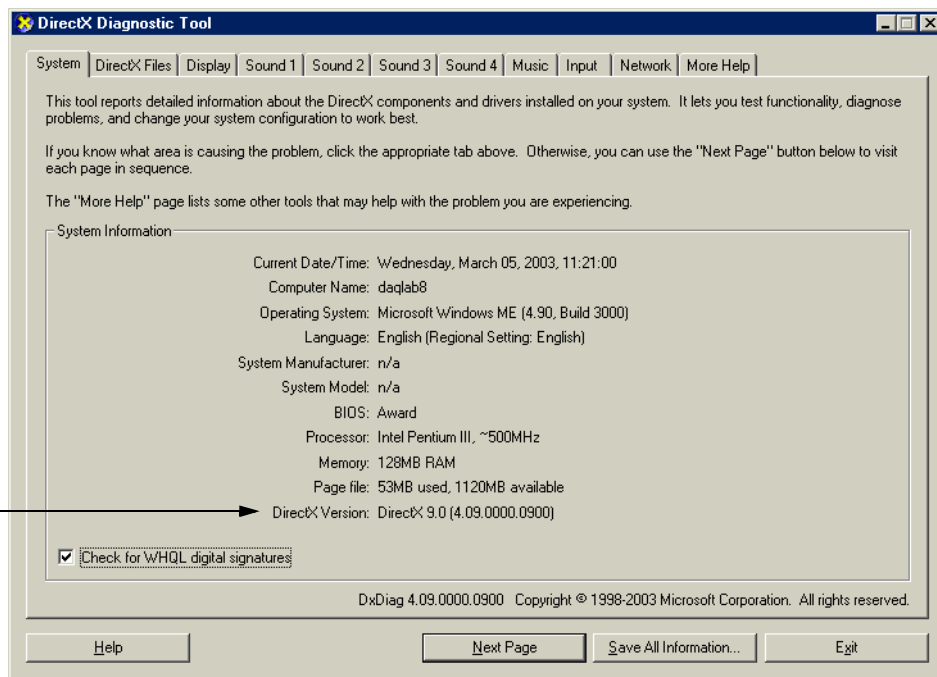 DirectX Diagnostic Tool
System DirectX Files Display Sound 1 Sound 2 Sound 3 Sound 4 Music Input Network More Help
This tool reports detailed information about the DirectX components and drivers installed on your system. It lets you test functionality, diagnose
problems, and change your system configuration to work best.
If you know what area is causing the problem, click the appropriate tab above. Otherwise, you can use the "Next Page" button below to visit
each page in sequence.
The "More Help" page lists some other tools that may help with the problem you are experiencing.
System Information
Current Date/Time: Wednesday, March 05, 2003, 11:21:00
Computer Name: daqlab8
Operating System: Microsoft Windows ME (4.90, Build 3000)
Language: English (Regional Setting: English)
System Manufacturer: n/a
System Model: n/a
BIOS: Award
Processor: Intel Pentium III, ~500MHz
Memory: 128MB RAM
Page file: 53MB used, 1120MB available
DirectX Version: DirectX 9.0 (4.09.0000.0900)
Check for WHQL digital signatures
DxDiag 4.09.0000.0900 Copyright © 1998-2003 Microsoft Corporation. All rights reserved.
Help Next Page Save All Information... Exit